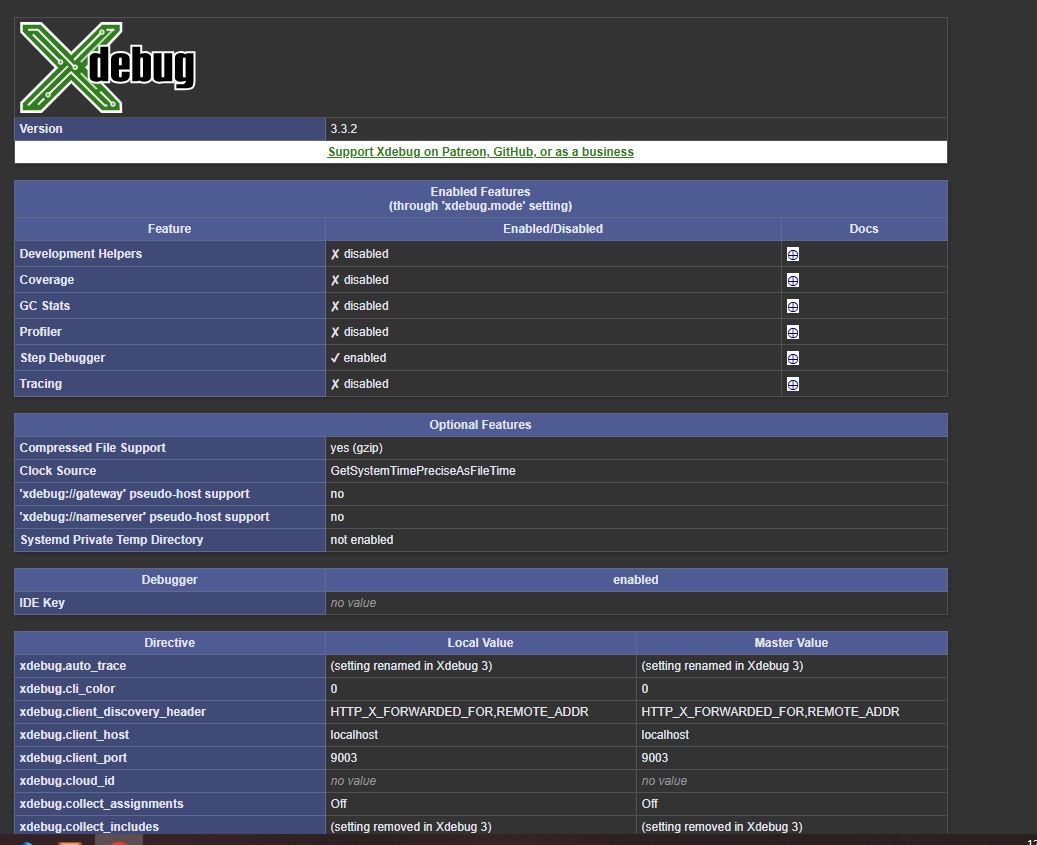 Xdebug
Version 3.3.2
Support Xdebug on Patreon, GitHub, or as a business
Enabled Features
(through 'xdebug.mode' setting)
Feature Enabled/Disabled Docs
Development Helpers ✘ disabled
Coverage ✘ disabled
GC Stats ✘ disabled
Profiler ✘ disabled
Step Debugger ✔ enabled
Tracing ✘ disabled
Optional Features
Compressed File Support yes (gzip)
Clock Source GetSystemTimePreciseAsFileTime
'xdebug://gateway' pseudo-host support no
'xdebug://nameserver' pseudo-host support no
Systemd Private Temp Directory not enabled
Debugger enabled
IDE Key no value
Directive Local Value Master Value
xdebug.auto_trace (setting renamed in Xdebug 3) (setting renamed in Xdebug 3)
xdebug.cli_color 0 0
xdebug.client_discovery_header HTTP_X_FORWARDED_FOR,REMOTE_ADDR HTTP_X_FORWARDED_FOR,REMOTE_ADDR
xdebug.client_host localhost localhost
xdebug.client_port 9003 9003
xdebug.cloud_id no value no value
xdebug.collect_assignments Off Off
xdebug.collect_includes (setting removed in Xdebug 3) (setting removed in Xdebug 3)